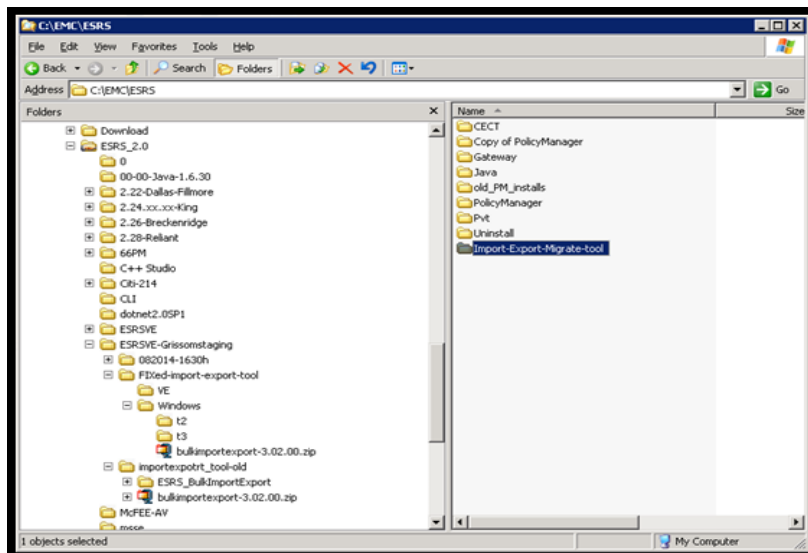 C:\EMC\ESRS
File Edit View Favorites Tools Help
Back Search Folders
Address C:\EMC\ESRS Go
Folders
Download
ESRS_2.0
0
00-00-Java-1.6.30
2.22-Dallas-Fillmore
2.24.xx.xx-King
2.26-Breckenridge
2.28-Reliant
66PM
C++ Studio
Citi-214
CLI
dotnet2.0SP1
ESRSVE
ESRSVE-Grissomstaging
082014-1630h
FIXed-import-export-tool
VE
Windows
t2
t3
bulkimportexport-3.02.00.zip
importexpotrt_tool-old
ESRS_BulkImportExport
bulkimportexport-3.02.00.zip
McFEE-AV
msse
Name Size
CECT
Copy of PolicyManager
Gateway
Java
old_PM_installs
PolicyManager
Pvt
Uninstall
Import-Export-Migrate-tool
1 objects selected My Computer